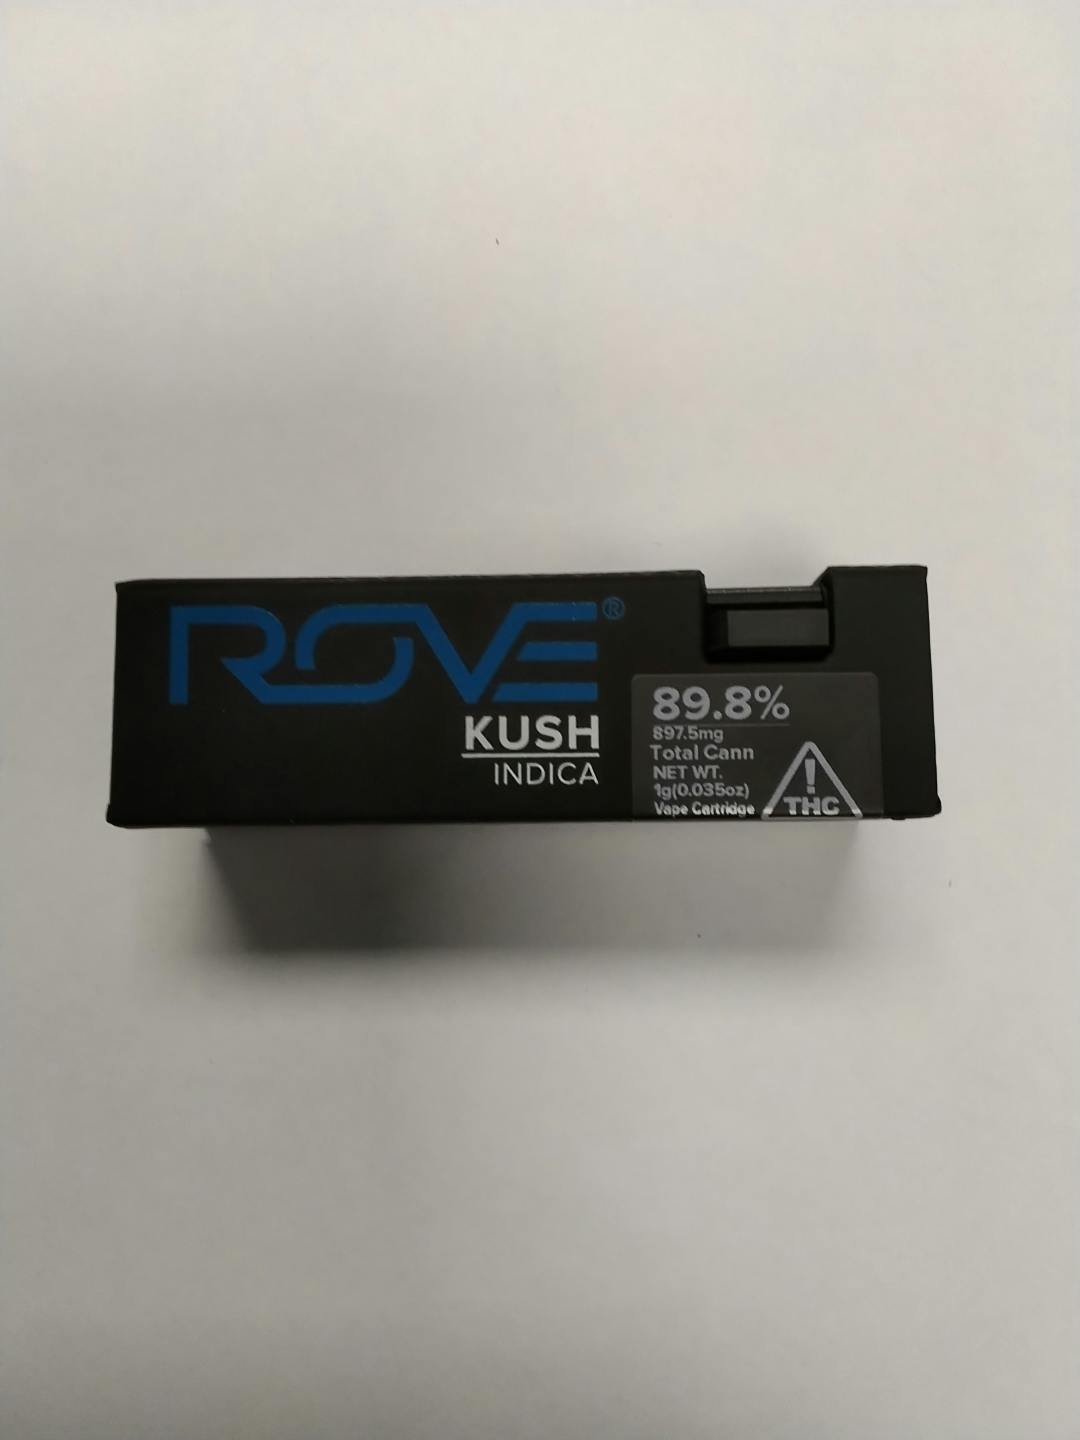 ROVE®
KUSH
INDICA
89.8%
897.5mg
Total Cann
NET WT.
1g(0.035oz)
Vape Cartridge
!
THC